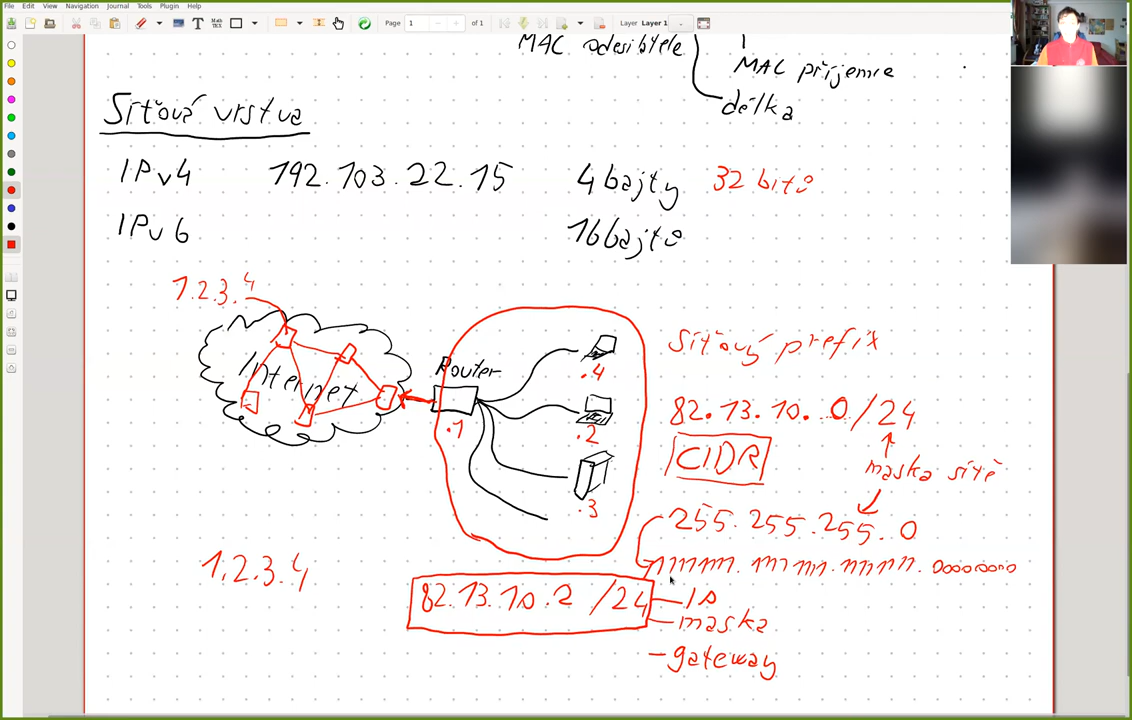 File Edit View Navigation Journal Tools Plugin Help
Page 1 of 1 Layer Layer 1
MAC odesílatele
MAC příjemce
délka
Síťová vrstva
IPv4 192.103.22.15 4 bajty 32 bitů
IPv6 16 bajtů
1.2.3.4
Internet
Router
.1
.4
.2
.3
Síťový prefix
82.13.10.0/24
CIDR
maska sítě
255.255.255.0
11111111.11111111.11111111.00000000
1.2.3.4
82.13.10.2 /24
IP
maska
-gateway